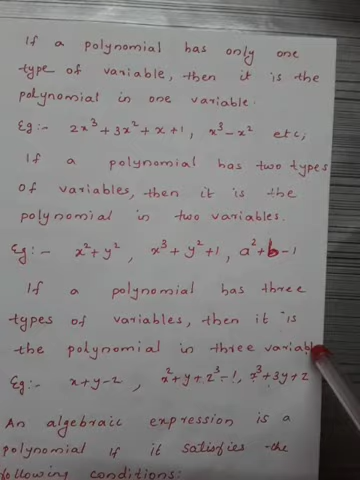 If a polynomial has only one
type of variable, then it is the
polynomial in one variable.
Eg:- 2x³+3x²+x+1, x³-x² etc,
If a polynomial has two types
of variables, then it is the
polynomial in two variables.
Eg:- x²+y², x³+y²+1, a²+b-1
If a polynomial has three
types of variables, then it is
the polynomial in three variable
Eg:- x+y-z, x²+y+z³-1, x³+3y+z
An algebraic expression is a
polynomial if it satisfies the
following conditions: